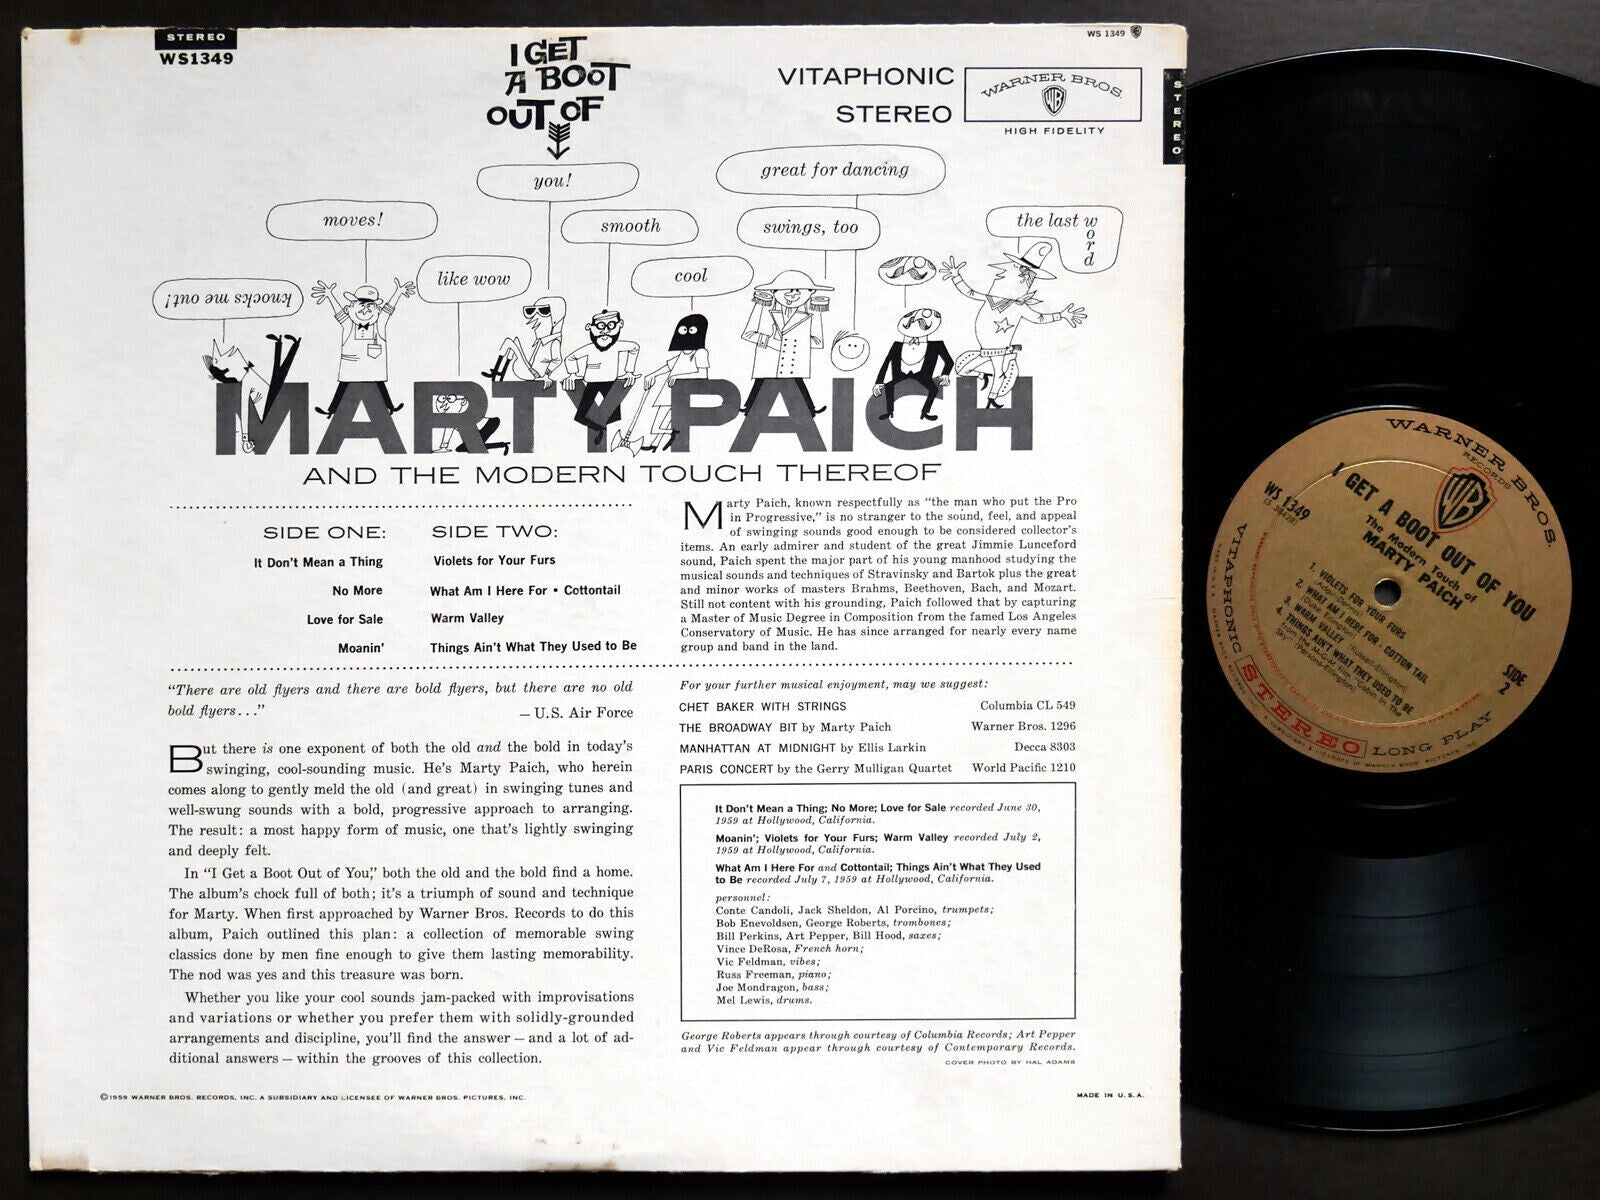 STEREO
WS1349
I GET
A BOOT
OUT OF
VITAPHONIC
STEREO
WS 1349
WARNER BROS.
WB
HIGH FIDELITY
STEREO
you!
great for dancing
moves!
smooth
swings, too
the last word
like wow
cool
knocks me out!
MARTY PAICH
AND THE MODERN TOUCH THEREOF
SIDE ONE:
It Don't Mean a Thing
No More
Love for Sale
Moanin'
SIDE TWO:
Violets for Your Furs
What Am I Here For • Cottontail
Warm Valley
Things Ain't What They Used to Be
Marty Paich, known respectfully as "the man who put the Pro
in Progressive," is no stranger to the sound, feel, and appeal
of swinging sounds good enough to be considered collector's
items. An early admirer and student of the great Jimmie Lunceford
sound, Paich spent the major part of his young manhood studying the
musical sounds and techniques of Stravinsky and Bartok plus the great
and minor works of masters Brahms, Beethoven, Bach, and Mozart.
Still not content with his grounding, Paich followed that by capturing
a Master of Music Degree in Composition from the famed Los Angeles
Conservatory of Music. He has since arranged for nearly every name
group and band in the land.
"There are old flyers and there are bold flyers, but there are no old
bold flyers..."
— U.S. Air Force
But there is one exponent of both the old and the bold in today's
swinging, cool-sounding music. He's Marty Paich, who herein
comes along to gently meld the old (and great) in swinging tunes and
well-swung sounds with a bold, progressive approach to arranging.
The result: a most happy form of music, one that's lightly swinging
and deeply felt.
In "I Get a Boot Out of You," both the old and the bold find a home.
The album's chock full of both; it's a triumph of sound and technique
for Marty. When first approached by Warner Bros. Records to do this
album, Paich outlined this plan: a collection of memorable swing
classics done by men fine enough to give them lasting memorability.
The nod was yes and this treasure was born.
Whether you like your cool sounds jam-packed with improvisations
and variations or whether you prefer them with solidly-grounded
arrangements and discipline, you'll find the answer — and a lot of ad-
ditional answers — within the grooves of this collection.
For your further musical enjoyment, may we suggest:
CHET BAKER WITH STRINGS Columbia CL 549
THE BROADWAY BIT by Marty Paich Warner Bros. 1296
MANHATTAN AT MIDNIGHT by Ellis Larkin Decca 8303
PARIS CONCERT by the Gerry Mulligan Quartet World Pacific 1210
It Don't Mean a Thing; No More; Love for Sale recorded June 30,
1959 at Hollywood, California.
Moanin'; Violets for Your Furs; Warm Valley recorded July 2,
1959 at Hollywood, California.
What Am I Here For and Cottontail; Things Ain't What They Used
to Be recorded July 7, 1959 at Hollywood, California.
personnel:
Conte Candoli, Jack Sheldon, Al Porcino, trumpets;
Bob Enevoldsen, George Roberts, trombones;
Bill Perkins, Art Pepper, Bill Hood, saxes;
Vince DeRosa, French horn;
Vic Feldman, vibes;
Russ Freeman, piano;
Joe Mondragon, bass;
Mel Lewis, drums.
George Roberts appears through courtesy of Columbia Records; Art Pepper
and Vic Feldman appear through courtesy of Contemporary Records.
COVER PHOTO BY HAL ADAMS
©1959 WARNER BROS. RECORDS, INC. A SUBSIDIARY AND LICENSEE OF WARNER BROS. PICTURES, INC.
MADE IN U.S.A.
WARNER BROS.
RECORDS
WB
WS 1349
(S 38428)
I GET A BOOT OUT OF YOU
The Modern Touch
of
MARTY PAICH
1. VIOLETS FOR YOUR FURS
(Adair-Dennis)
2. WHAT AM I HERE FOR - COTTON TAIL
(Duke Ellington)
3. WARM VALLEY (Russell-Ellington)
4. THINGS AIN'T WHAT THEY USED TO BE
from the M-G-M film "Cabin In The
Sky" (Persons-Ellington)
SIDE
2
VITAPHONIC
STEREO
LONG PLAY